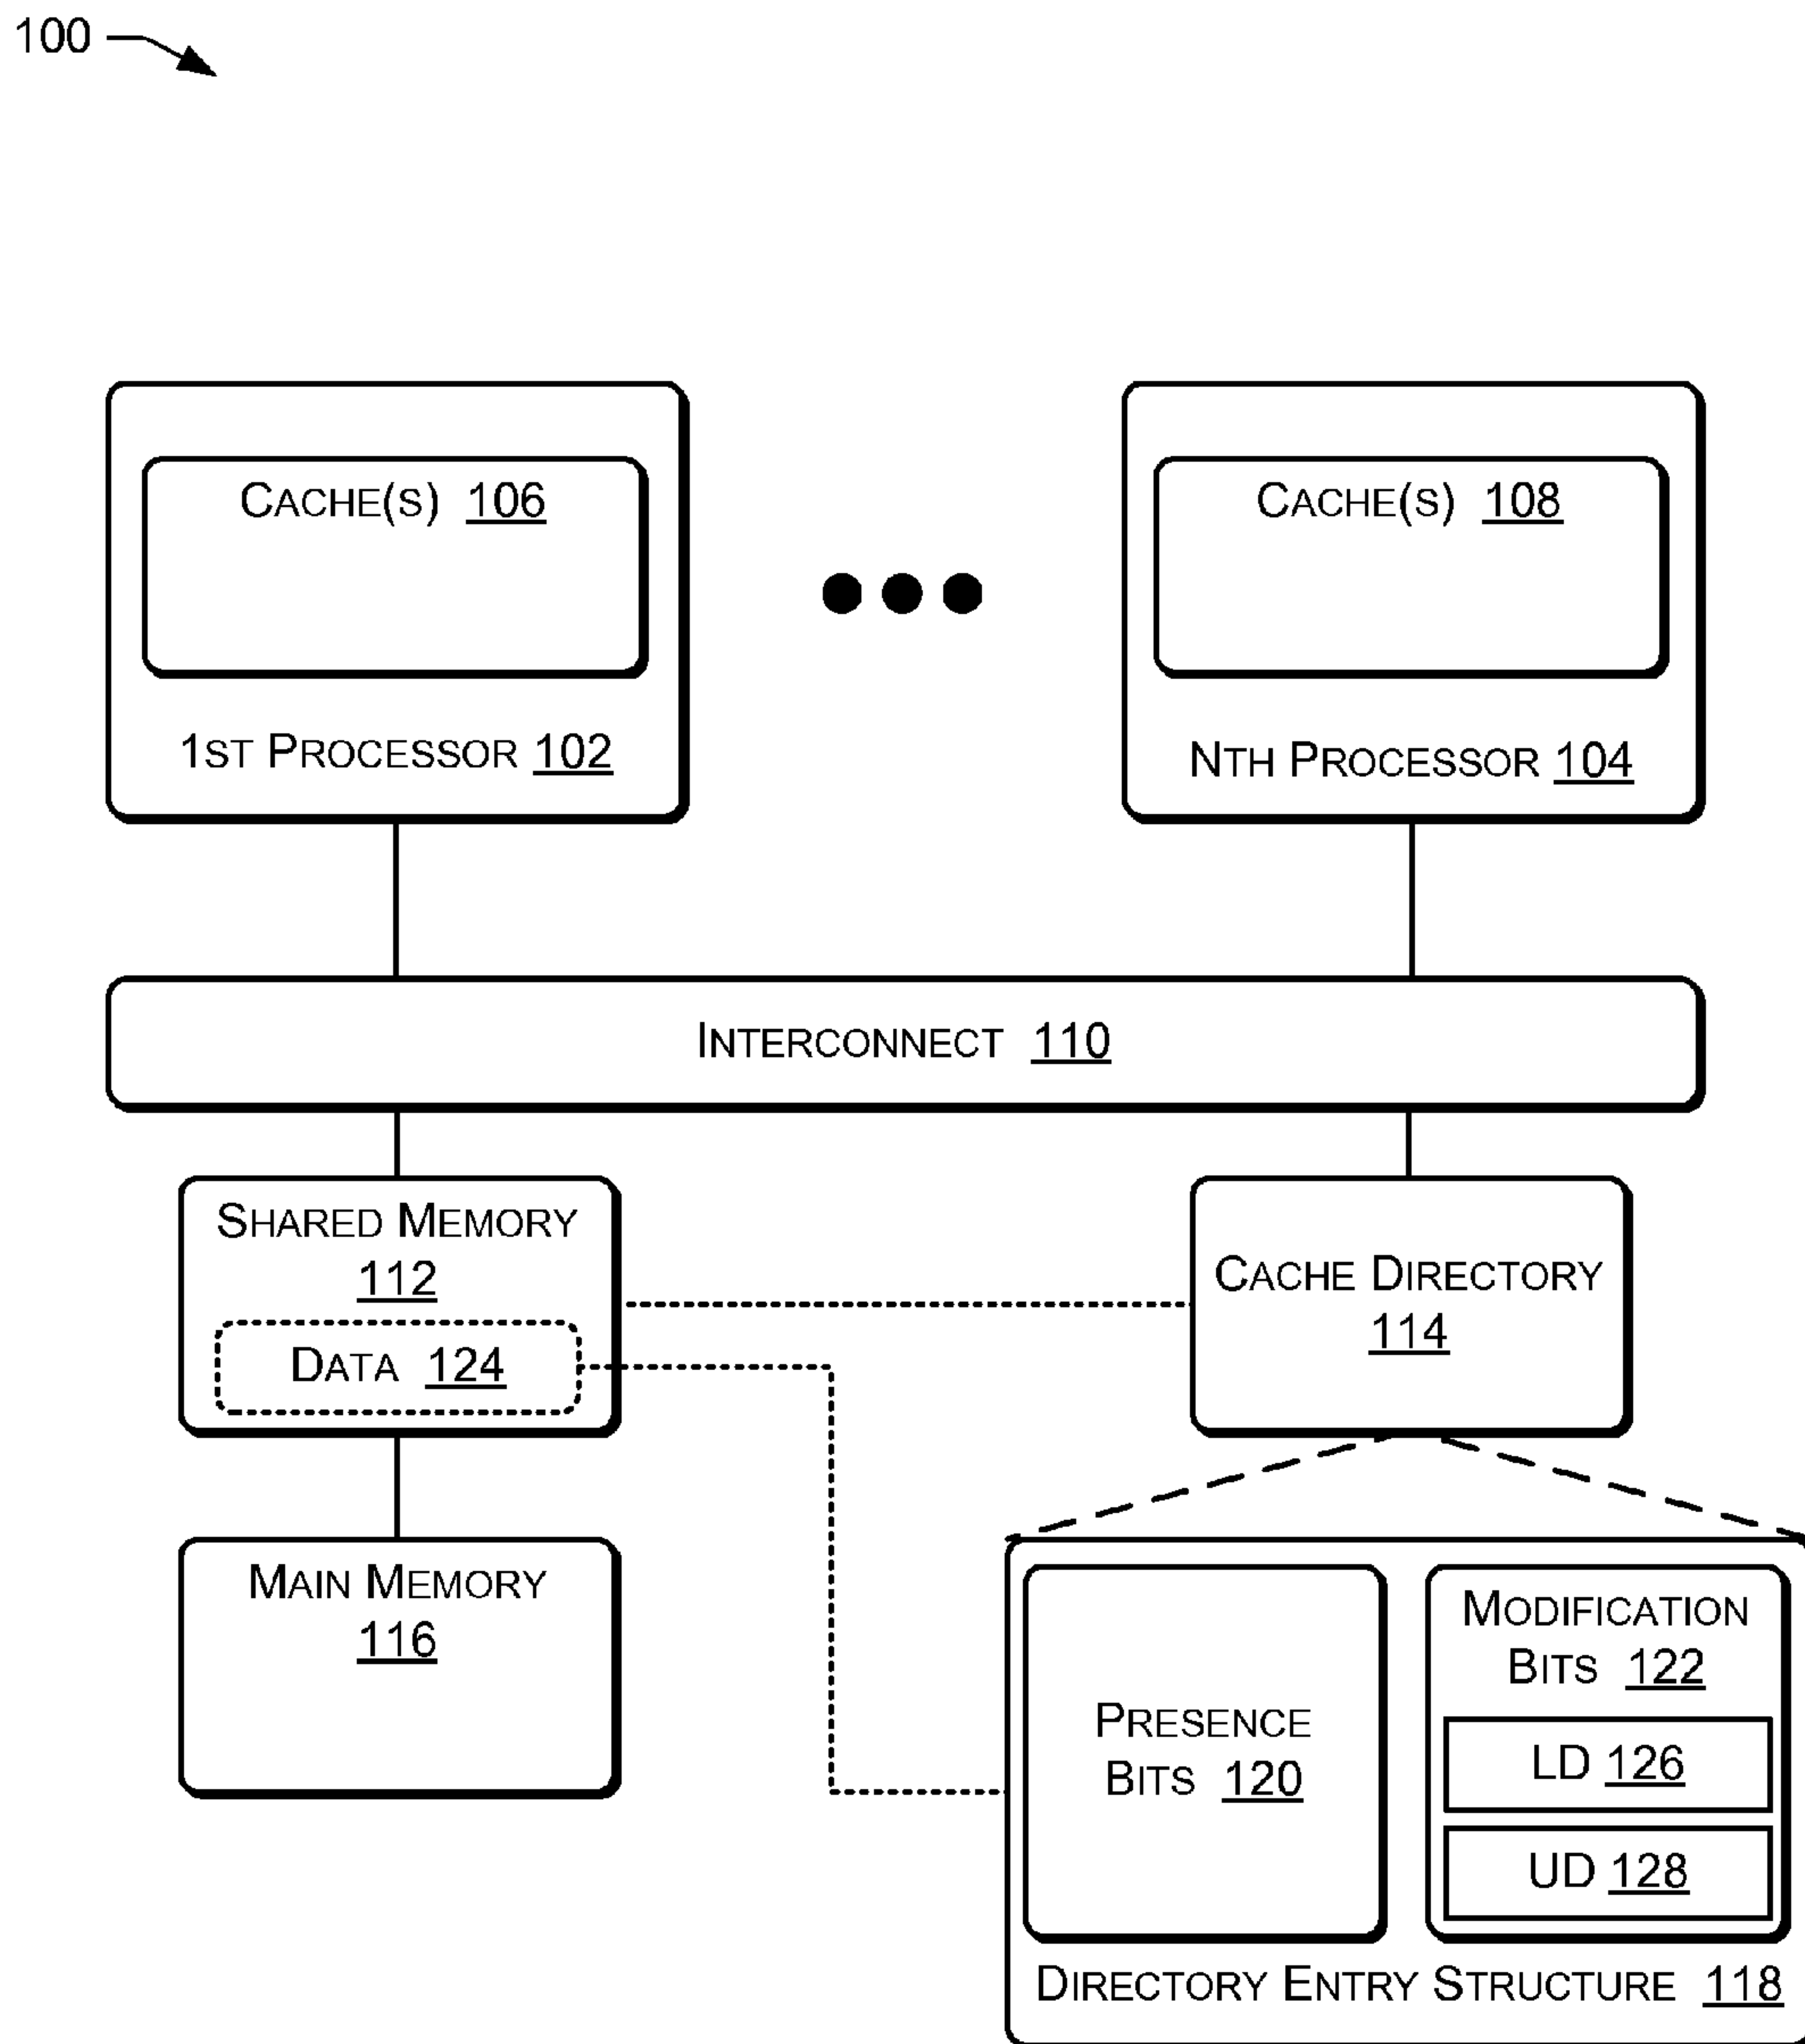 100
CACHE(S) 106
CACHE(S) 108
1ST PROCESSOR 102
NTH PROCESSOR 104
INTERCONNECT 110
SHARED MEMORY
112
DATA 124
CACHE DIRECTORY
114
MAIN MEMORY
116
PRESENCE
BITS 120
MODIFICATION
BITS 122
LD 126
UD 128
DIRECTORY ENTRY STRUCTURE 118